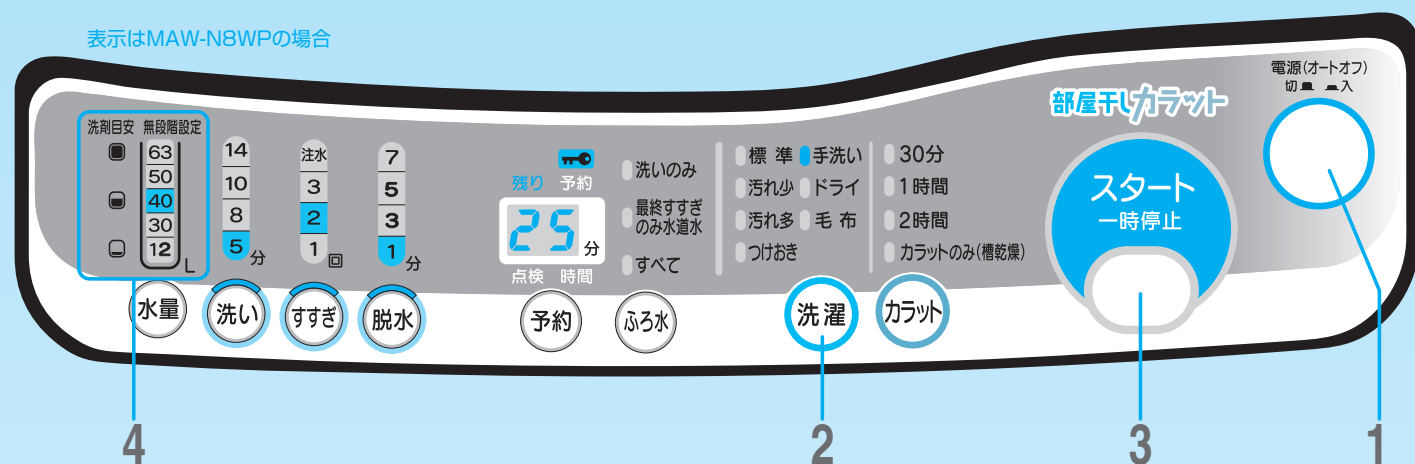 表示はMAW-N8WPの場合
電源(オートオフ)
切 入
部屋干しカラット
洗剤目安 無段階設定
63
50
40
30
12
L
14
10
8
5
分
注水
3
2
1
回
7
5
3
1
分
残り 予約
25
分
点検 時間
洗いのみ
最終すすぎ
のみ水道水
すべて
標準 手洗い
汚れ少 ドライ
汚れ多 毛布
つけおき
30分
1時間
2時間
カラットのみ(槽乾燥)
スタート
一時停止
水量
洗い
すすぎ
脱水
予約
ふろ水
洗濯
カラット
4
2
3
1